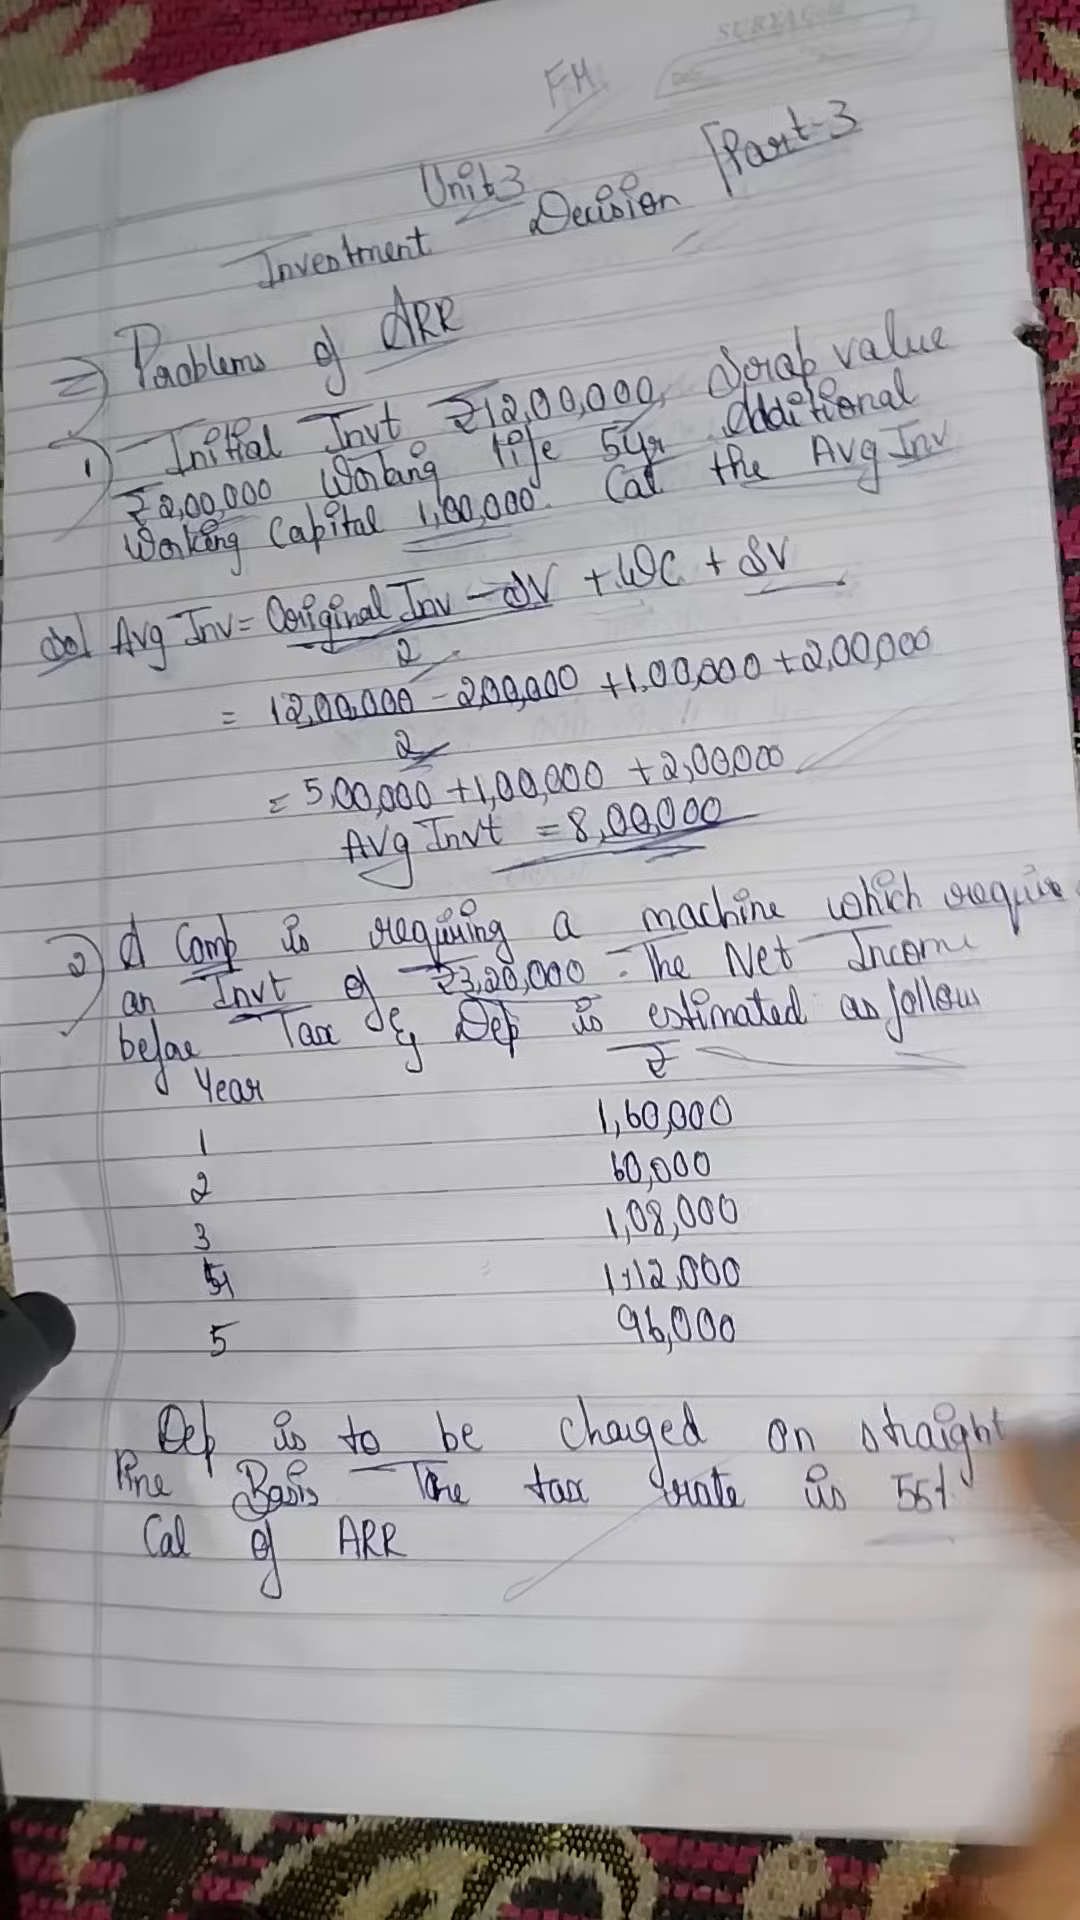 SURYA Gold
FM
Unit 3
Investment Decision Part-3
Problems of ARR
1) Initial Invt ₹12,00,000, Scrap value
₹2,00,000 Working life 5yr Additional
Working Capital 1,00,000. Cal the Avg Inv
Sol Avg Inv = Original Inv - SV + WC + SV
2
= 12,00,000 - 2,00,000 + 1,00,000 + 2,00,000
2
= 5,00,000 + 1,00,000 + 2,00,000
Avg Invt = 8,00,000
2) A Comp is requiring a machine which require
an Invt of ₹3,20,000. The Net Income
before Tax & Dep is estimated as follow
Year ₹
1 1,60,000
2 60,000
3 1,08,000
4 1,12,000
5 96,000
Dep is to be charged on straight
line Basis The tax rate is 55%
Cal of ARR